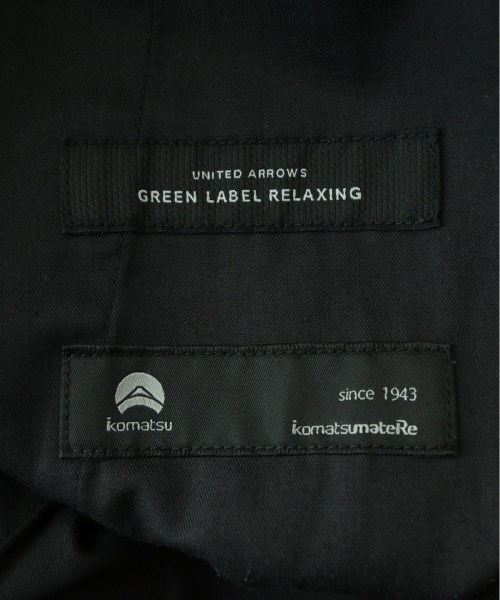 UNITED ARROWS
GREEN LABEL RELAXING
since 1943
komatsu
komatsumateRe